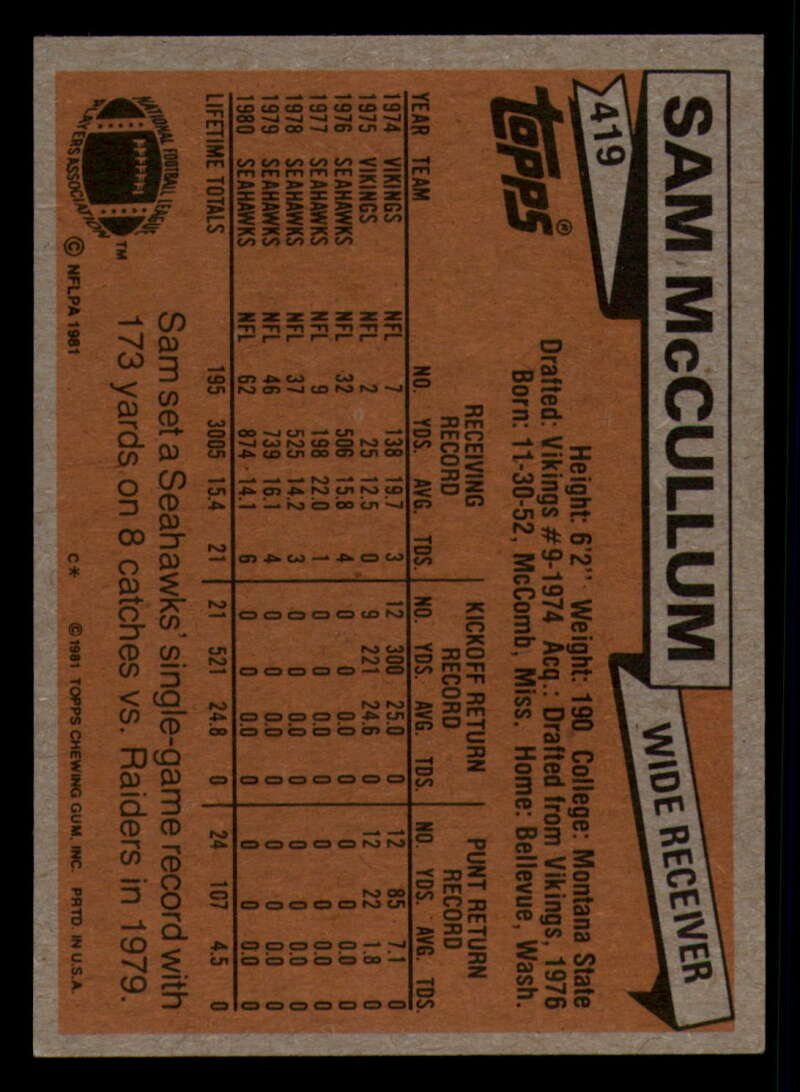 SAM McCULLUM
WIDE RECEIVER
419
TOPPS®
Height: 6'2" Weight: 190 College: Montana State
Drafted: Vikings #9-1974 Acq.: Drafted from Vikings, 1976
Born: 11-30-52, McComb, Miss. Home: Bellevue, Wash.
RECEIVING RECORD KICKOFF RETURN RECORD PUNT RETURN RECORD
YEAR TEAM NO. YDS. AVG. TDS. NO. YDS. AVG. TDS. NO. YDS. AVG. TDS.
1974 VIKINGS NFL 7 138 19.7 3 12 300 25.0 0 12 85 7.1 0
1975 VIKINGS NFL 2 25 12.5 0 9 221 24.6 0 12 22 1.8 0
1976 SEAHAWKS NFL 32 506 15.8 4 0 0 0.0 0 0 0 0.0 0
1977 SEAHAWKS NFL 9 198 22.0 1 0 0 0.0 0 0 0 0.0 0
1978 SEAHAWKS NFL 37 525 14.2 3 0 0 0.0 0 0 0 0.0 0
1979 SEAHAWKS NFL 46 739 16.1 4 0 0 0.0 0 0 0 0.0 0
1980 SEAHAWKS NFL 62 874 14.1 6 0 0 0.0 0 0 0 0.0 0
LIFETIME TOTALS 195 3005 15.4 21 21 521 24.8 0 24 107 4.5 0
NATIONAL FOOTBALL LEAGUE
PLAYERS ASSOCIATION
TM
© NFLPA 1981
Sam set a Seahawks' single-game record with
173 yards on 8 catches vs. Raiders in 1979.
C* © 1981 TOPPS CHEWING GUM, INC. PRTD. IN U.S.A.